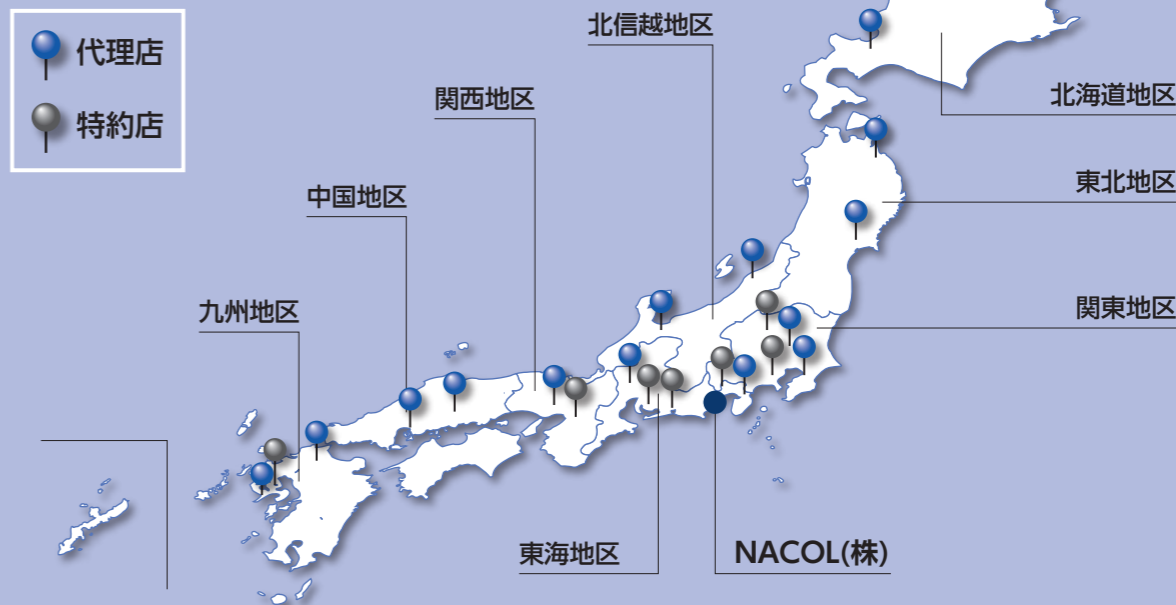 代理店
特約店
北信越地区
関西地区
北海道地区
中国地区
東北地区
九州地区
関東地区
東海地区
NACOL(株)